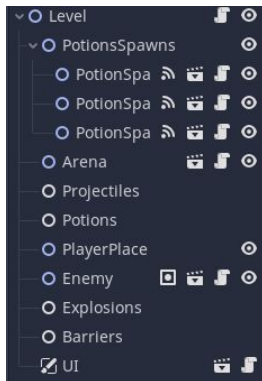 Level
PotionsSpawns
PotionSpa
PotionSpa
PotionSpa
Arena
Projectiles
Potions
PlayerPlace
Enemy
Explosions
Barriers
UI